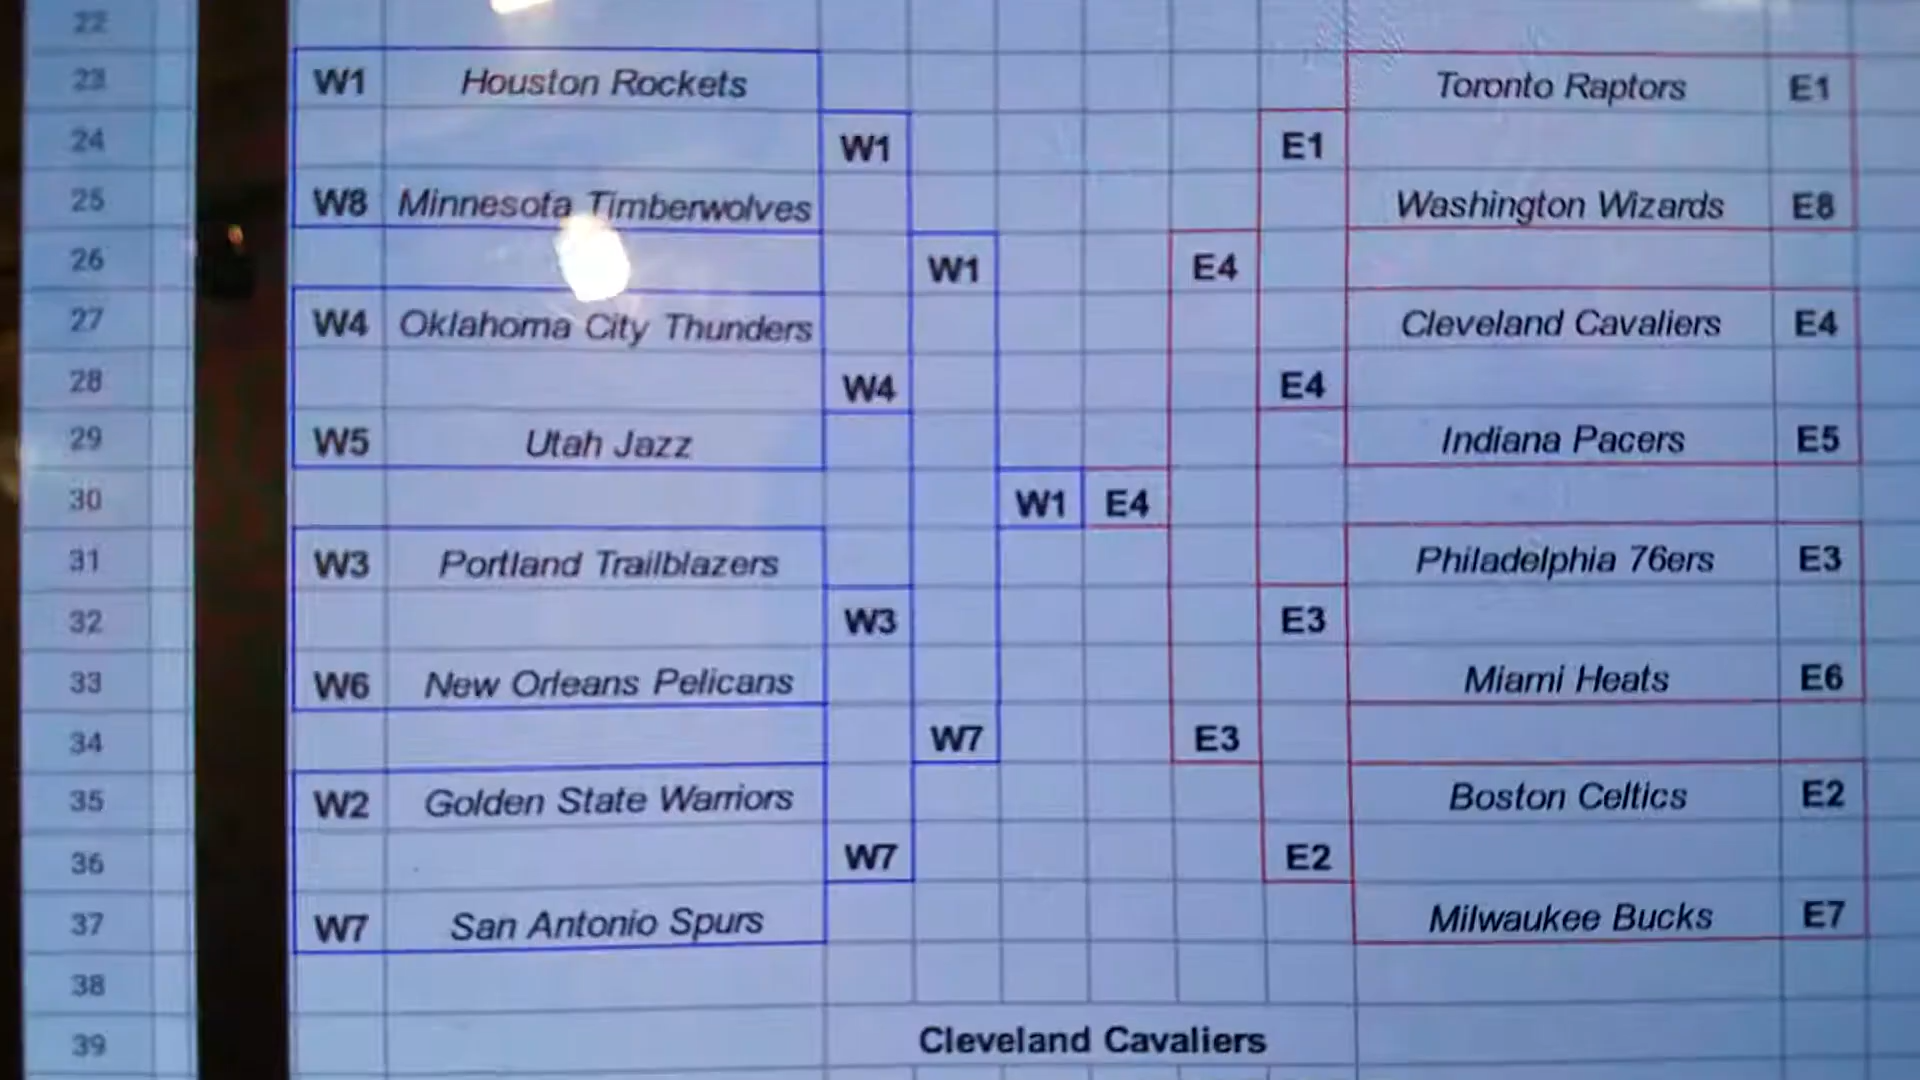 22
23 W1 Houston Rockets Toronto Raptors E1
24 W1 E1
25 W8 Minnesota Timberwolves Washington Wizards E8
26 W1 E4
27 W4 Oklahoma City Thunders Cleveland Cavaliers E4
28 W4 E4
29 W5 Utah Jazz Indiana Pacers E5
30 W1 E4
31 W3 Portland Trailblazers Philadelphia 76ers E3
32 W3 E3
33 W6 New Orleans Pelicans Miami Heats E6
34 W7 E3
35 W2 Golden State Warriors Boston Celtics E2
36 W7 E2
37 W7 San Antonio Spurs Milwaukee Bucks E7
38
39 Cleveland Cavaliers